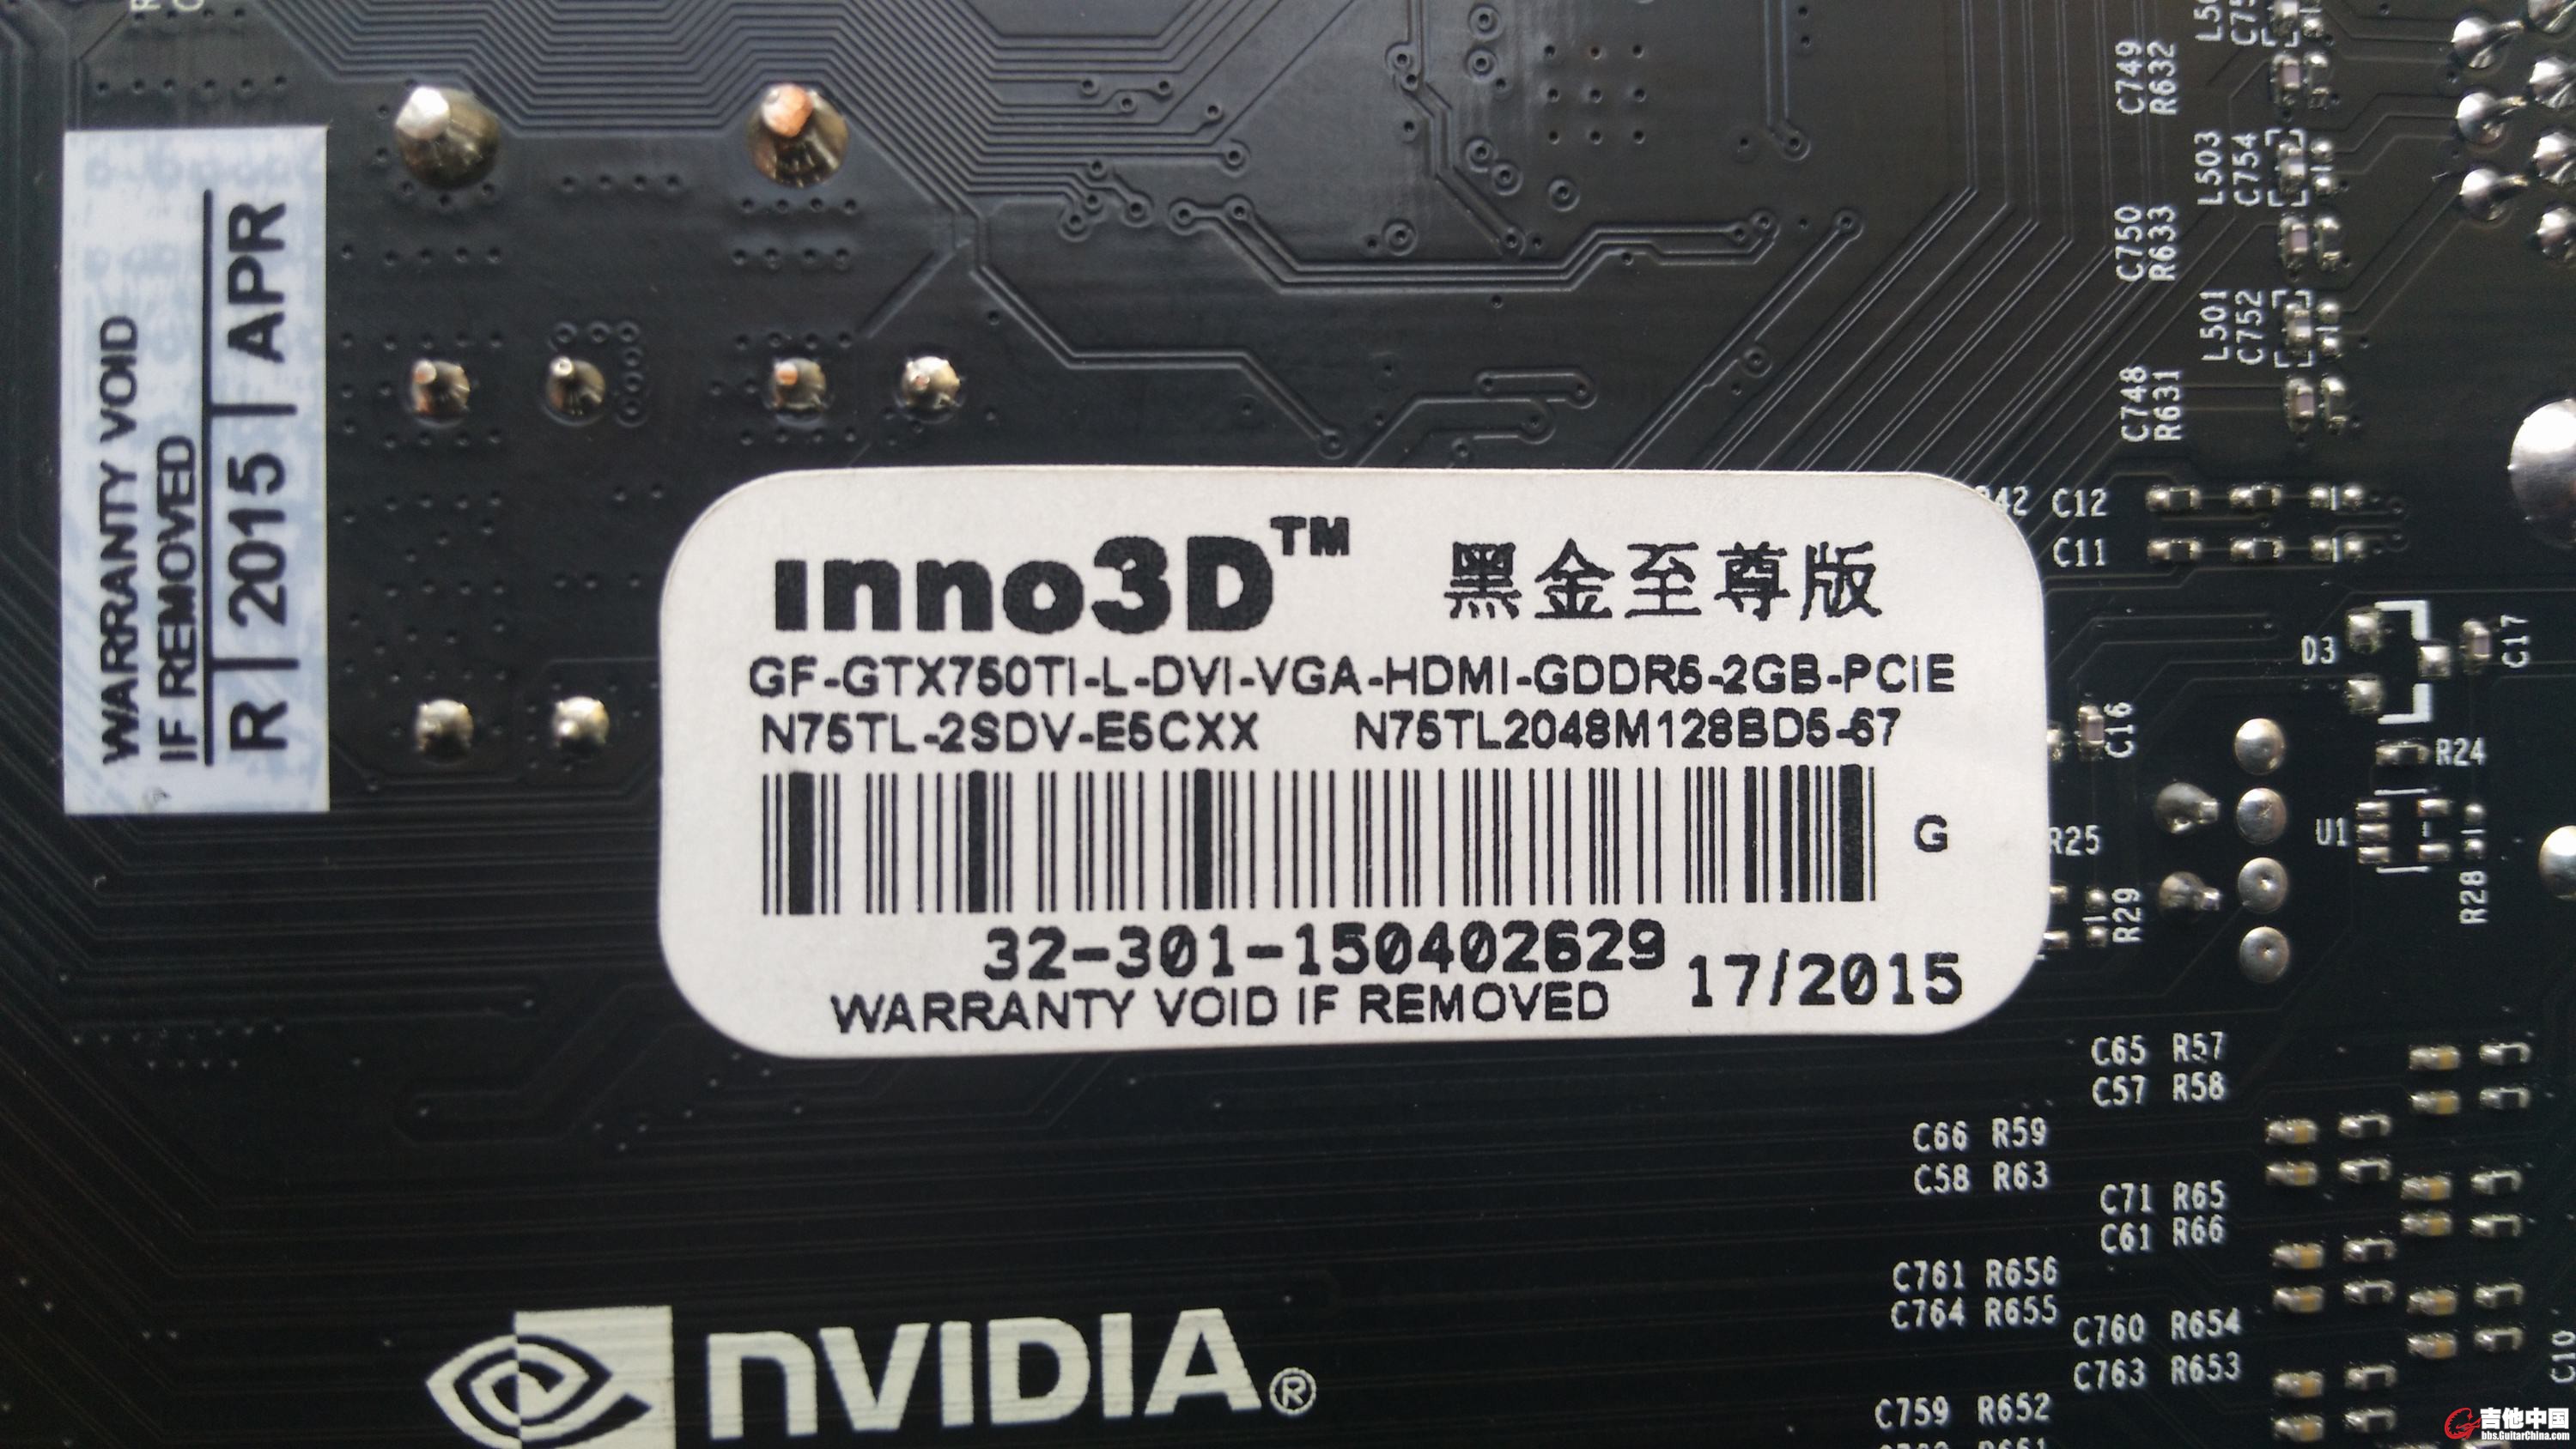 WARRANTY VOID
IF REMOVED
R 2015 APR
inno3D™ 黑金至尊版
GF-GTX750TI-L-DVI-VGA-HDMI-GDDR5-2GB-PCIE
N75TL-2SDV-E5CXX N75TL2048M128BD5-67
G
32-301-150402629
17/2015
WARRANTY VOID IF REMOVED
nVIDIA®
C749
R632
L503
C754
C750
R633
L501
C752
C748
R631
C12
C11
D3
C17
C16
R24
U1
R25
R28
R29
C65 R57
C57 R58
C66 R59
C58 R63
C71 R65
C61 R66
C761 R656
C764 R655
C760 R654
C763 R653
C759 R652
C10
吉他中国
bbs.GuitarChina.com